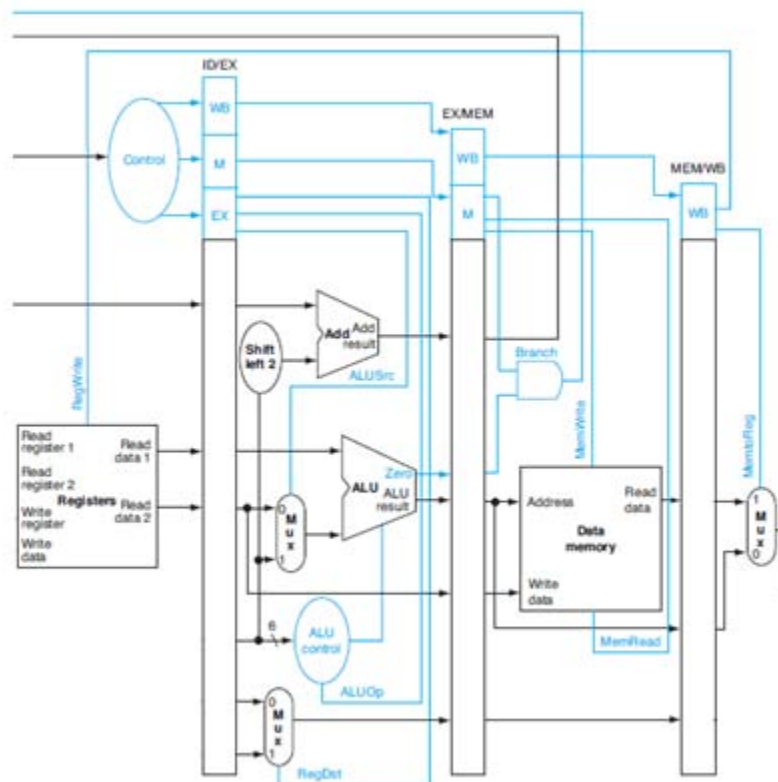 ID/EX
WB
EX/MEM
Control
M
WB
MEM/WB
EX
M
WB
Add
Add
result
Shift
left 2
Branch
ALUSrc
RegWrite
MemWrite
MemtoReg
Read
register 1
Read
data 1
Read
register 2
Registers
Read
data 2
Write
register
Write
data
Zero
ALU
ALU
result
0
M
u
x
1
Address
Read
data
Data
memory
Write
data
1
M
u
x
0
6
ALU
control
MemRead
ALUOp
0
M
u
x
1
RegDst